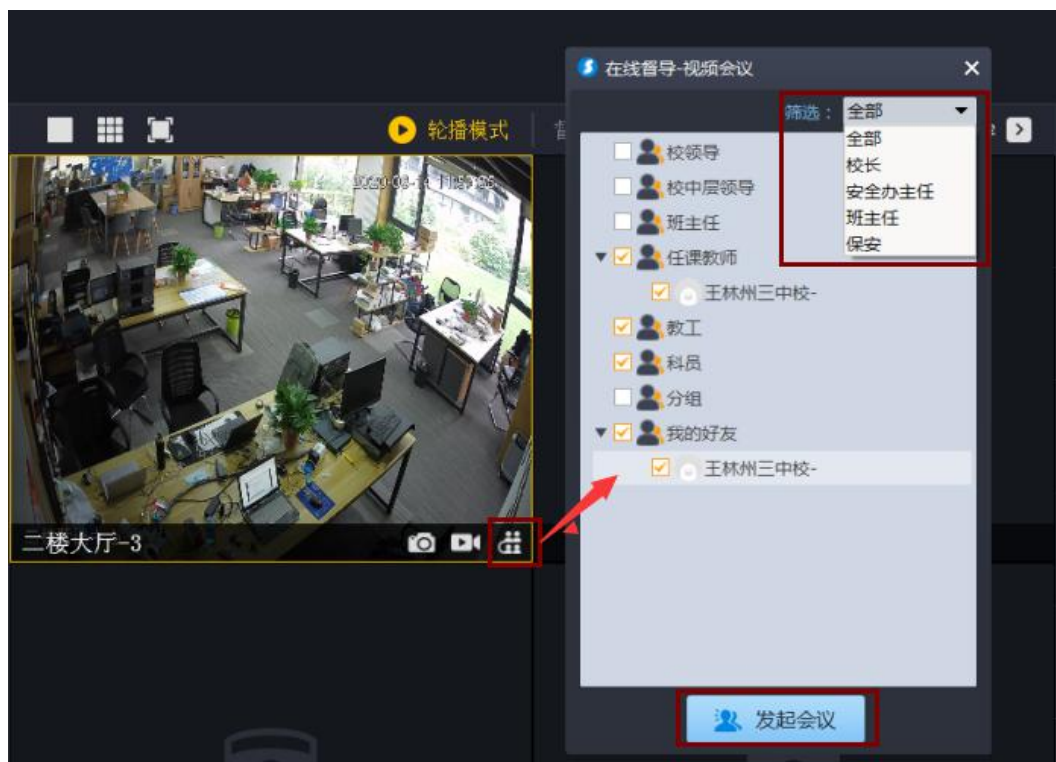 在线督导-视频会议
筛选： 全部
轮播模式
全部
校长
安全办主任
班主任
保安
校领导
校中层领导
班主任
任课教师
王林州三中校-
教工
科员
分组
我的好友
王林州三中校-
二楼大厅-3
发起会议